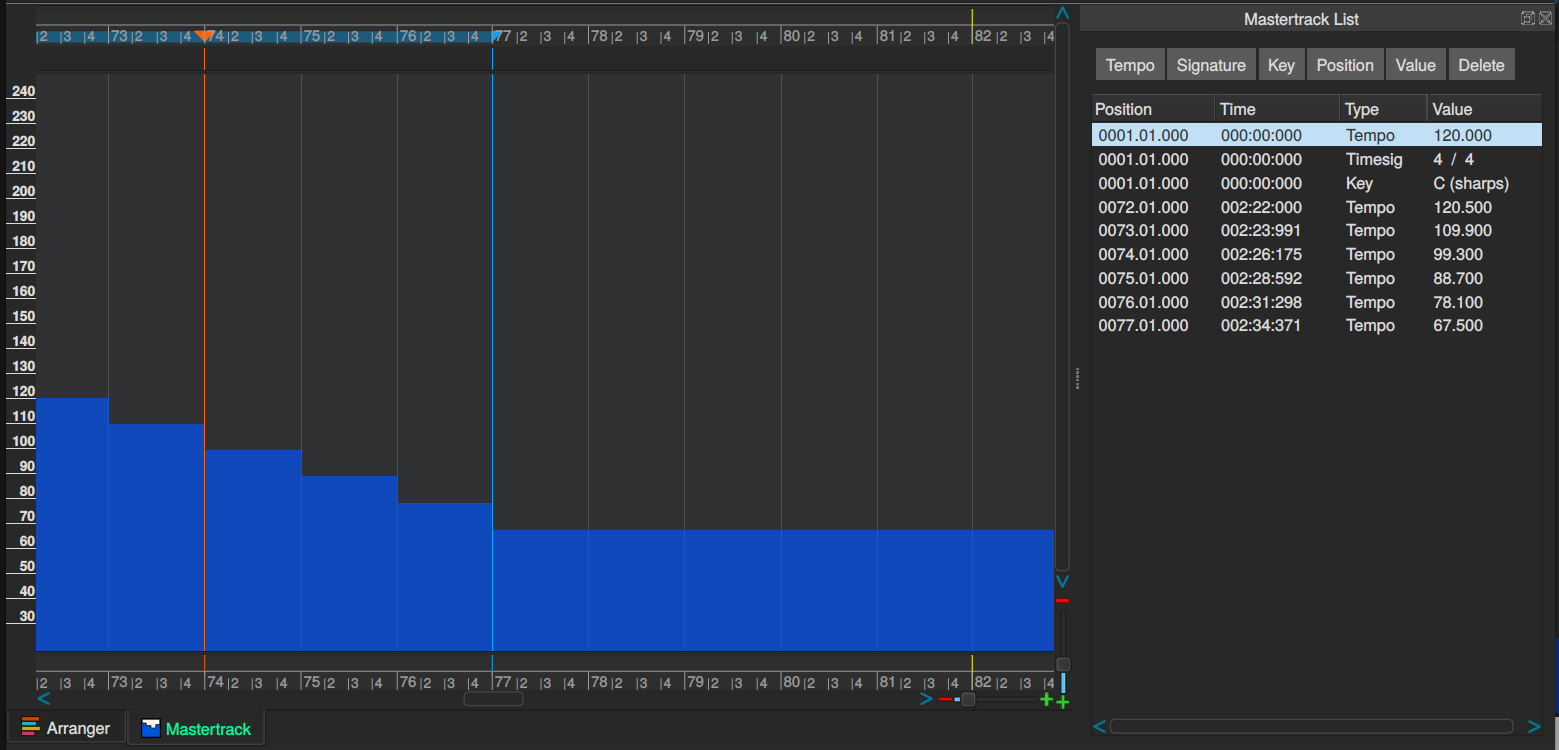 Mastertrack List
|2 |3 |4 |73|2 |3 |4 74|2 |3 |4 |75|2 |3 |4 |76|2 |3 |4 77|2 |3 |4 |78|2 |3 |4 |79|2 |3 |4 |80|2 |3 |4 |81|2 |3 |4 |82|2 |3 |4
Tempo Signature Key Position Value Delete
Position Time Type Value
0001.01.000 000:00:000 Tempo 120.000
0001.01.000 000:00:000 Timesig 4 / 4
0001.01.000 000:00:000 Key C (sharps)
0072.01.000 002:22:000 Tempo 120.500
0073.01.000 002:23:991 Tempo 109.900
0074.01.000 002:26:175 Tempo 99.300
0075.01.000 002:28:592 Tempo 88.700
0076.01.000 002:31:298 Tempo 78.100
0077.01.000 002:34:371 Tempo 67.500
240
230
220
210
200
190
180
170
160
150
140
130
120
110
100
90
80
70
60
50
40
30
|2 |3 |4 |73|2 |3 |4 |74|2 |3 |4 |75|2 |3 |4 |76|2 |3 |4 |77|2 |3 |4 |78|2 |3 |4 |79|2 |3 |4 |80|2 |3 |4 |81|2 |3 |4 |82|2 |3 |4
Arranger Mastertrack